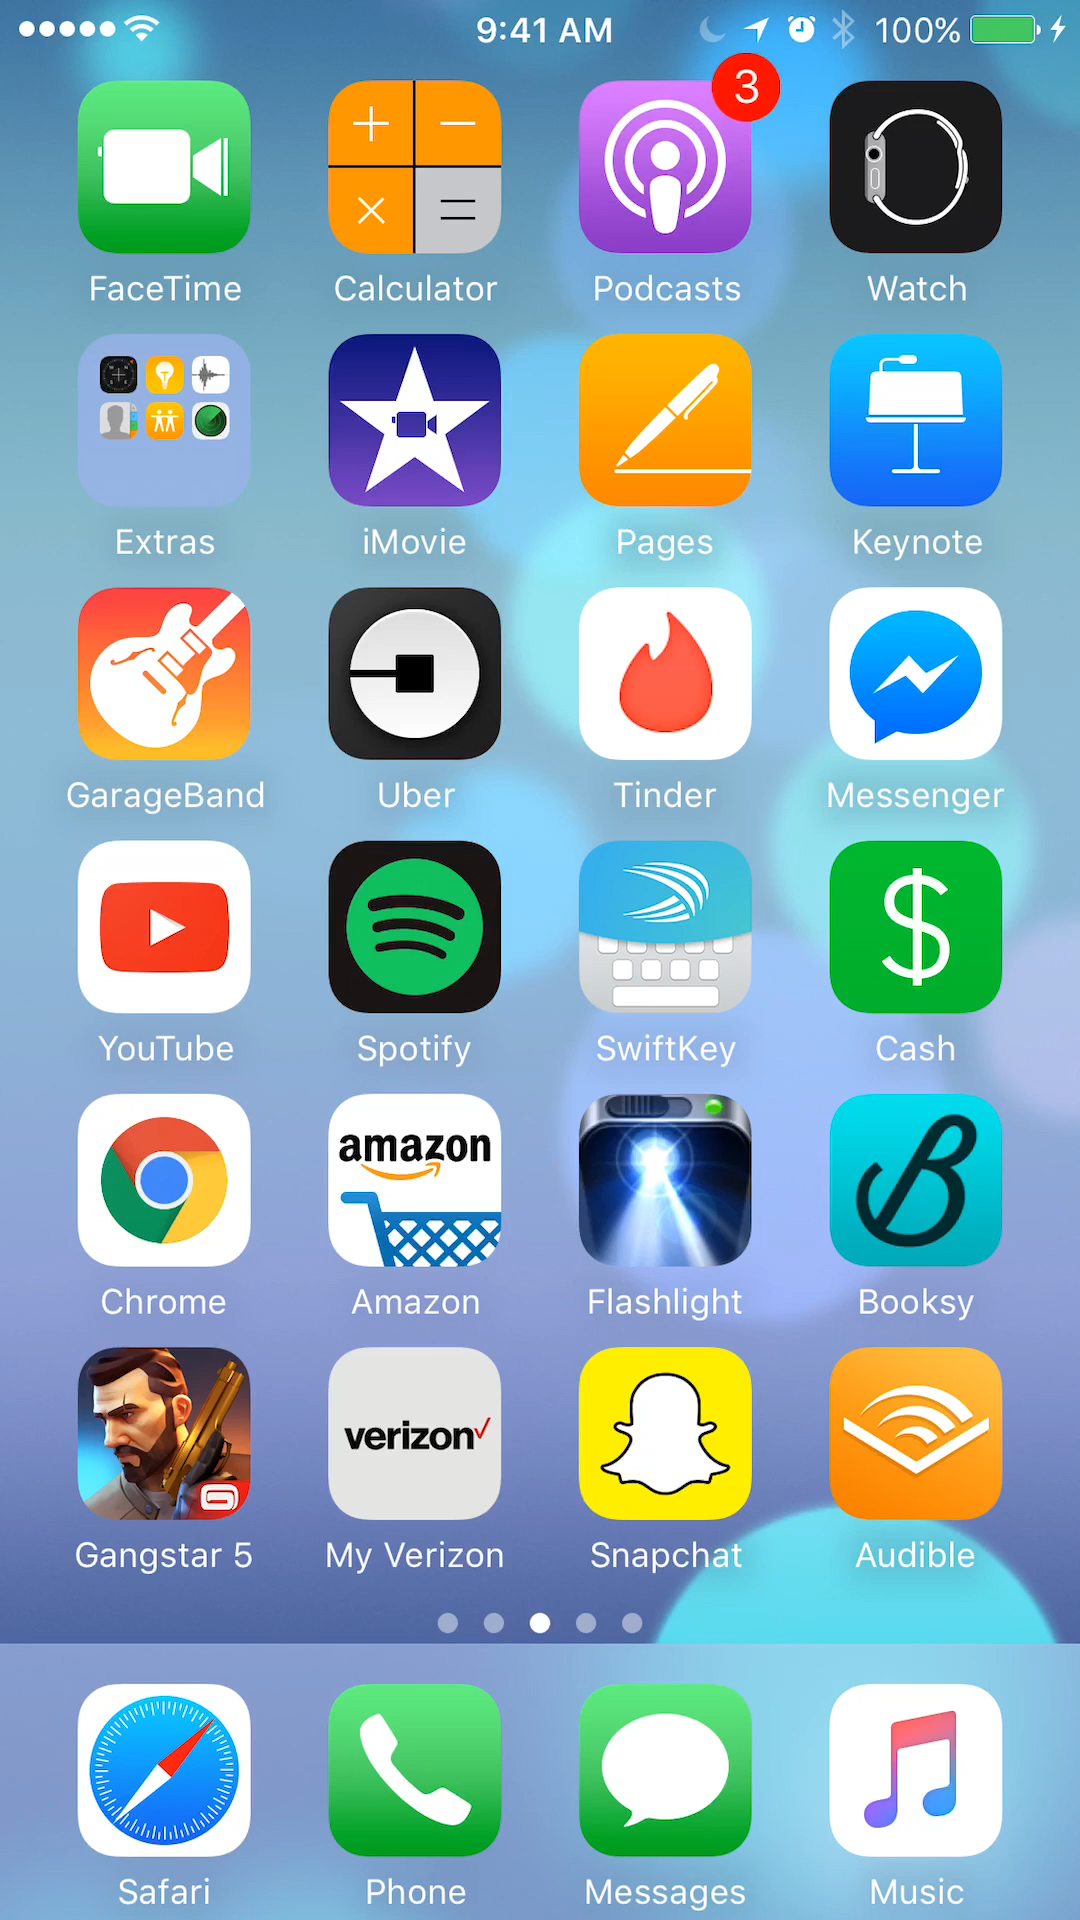 9:41 AM 100%
3
FaceTime Calculator Podcasts Watch
Extras iMovie Pages Keynote
GarageBand Uber Tinder Messenger
YouTube Spotify SwiftKey Cash
$
amazon
Chrome Amazon Flashlight Booksy
B
verizon
Gangstar 5 My Verizon Snapchat Audible
Safari Phone Messages Music